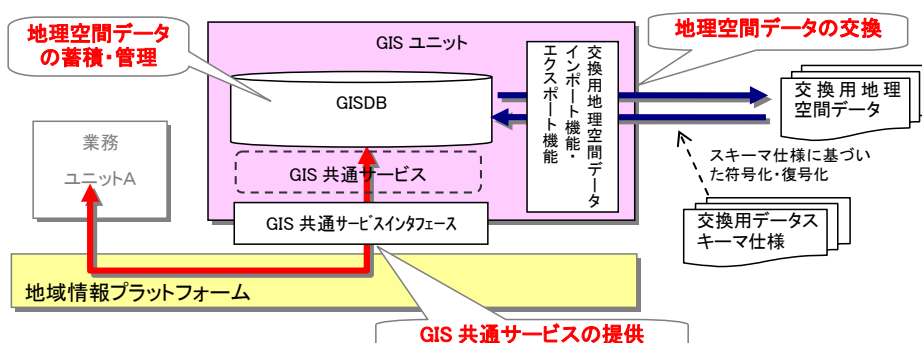 地理空間データ
の蓄積・管理
GIS ユニット
地理空間データの交換
GISDB
交換用地理空間データ
インポート機能・
エクスポート機能
交換用地理
空間データ
業務
ユニットA
GIS 共通サービス
スキーマ仕様に基づい
た符号化・復号化
GIS 共通サービスインタフェース
交換用データス
キーマ仕様
地域情報プラットフォーム
GIS 共通サービスの提供